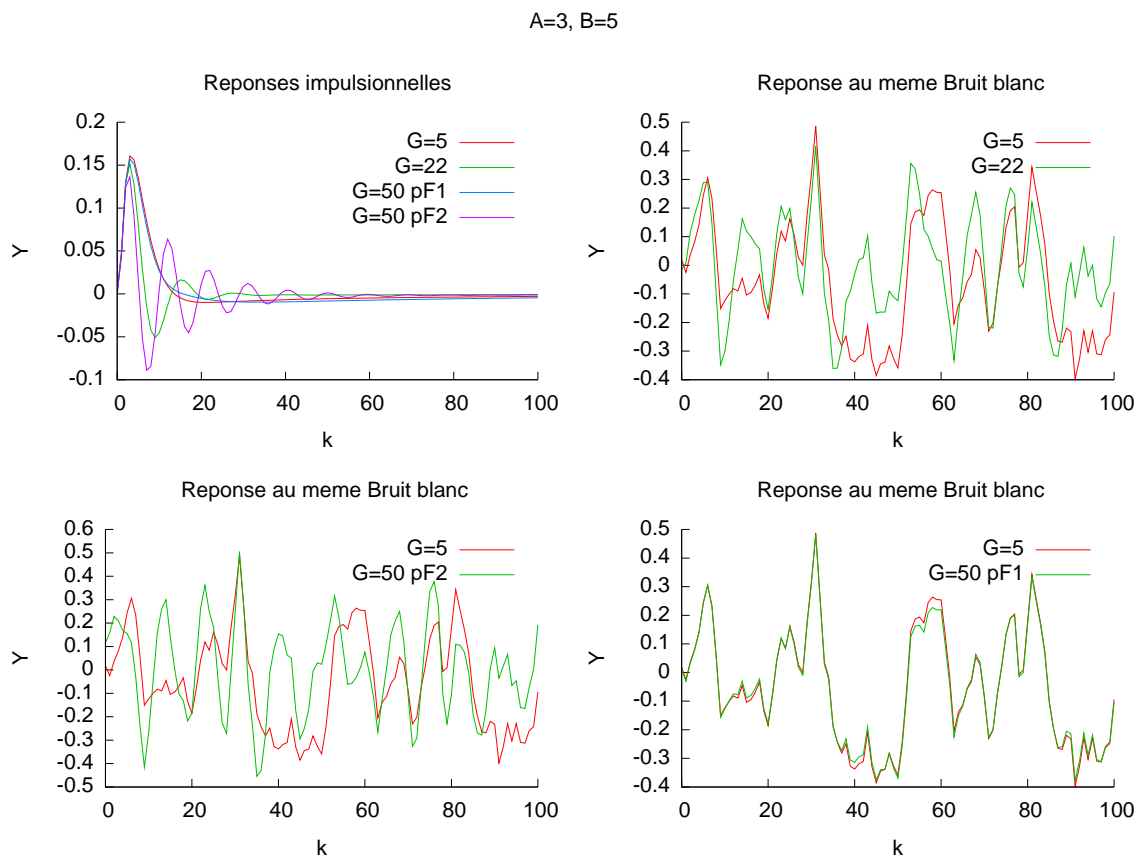 A=3, B=5
Reponses impulsionnelles
Y
0.2
0.15
0.1
0.05
0
-0.05
-0.1
G=5
G=22
G=50 pF1
G=50 pF2
0 20 40 60 80 100
k
Reponse au meme Bruit blanc
Y
0.5
0.4
0.3
0.2
0.1
0
-0.1
-0.2
-0.3
-0.4
G=5
G=22
0 20 40 60 80 100
k
Reponse au meme Bruit blanc
Y
0.6
0.5
0.4
0.3
0.2
0.1
0
-0.1
-0.2
-0.3
-0.4
-0.5
G=5
G=50 pF2
0 20 40 60 80 100
k
Reponse au meme Bruit blanc
Y
0.5
0.4
0.3
0.2
0.1
0
-0.1
-0.2
-0.3
-0.4
G=5
G=50 pF1
0 20 40 60 80 100
k